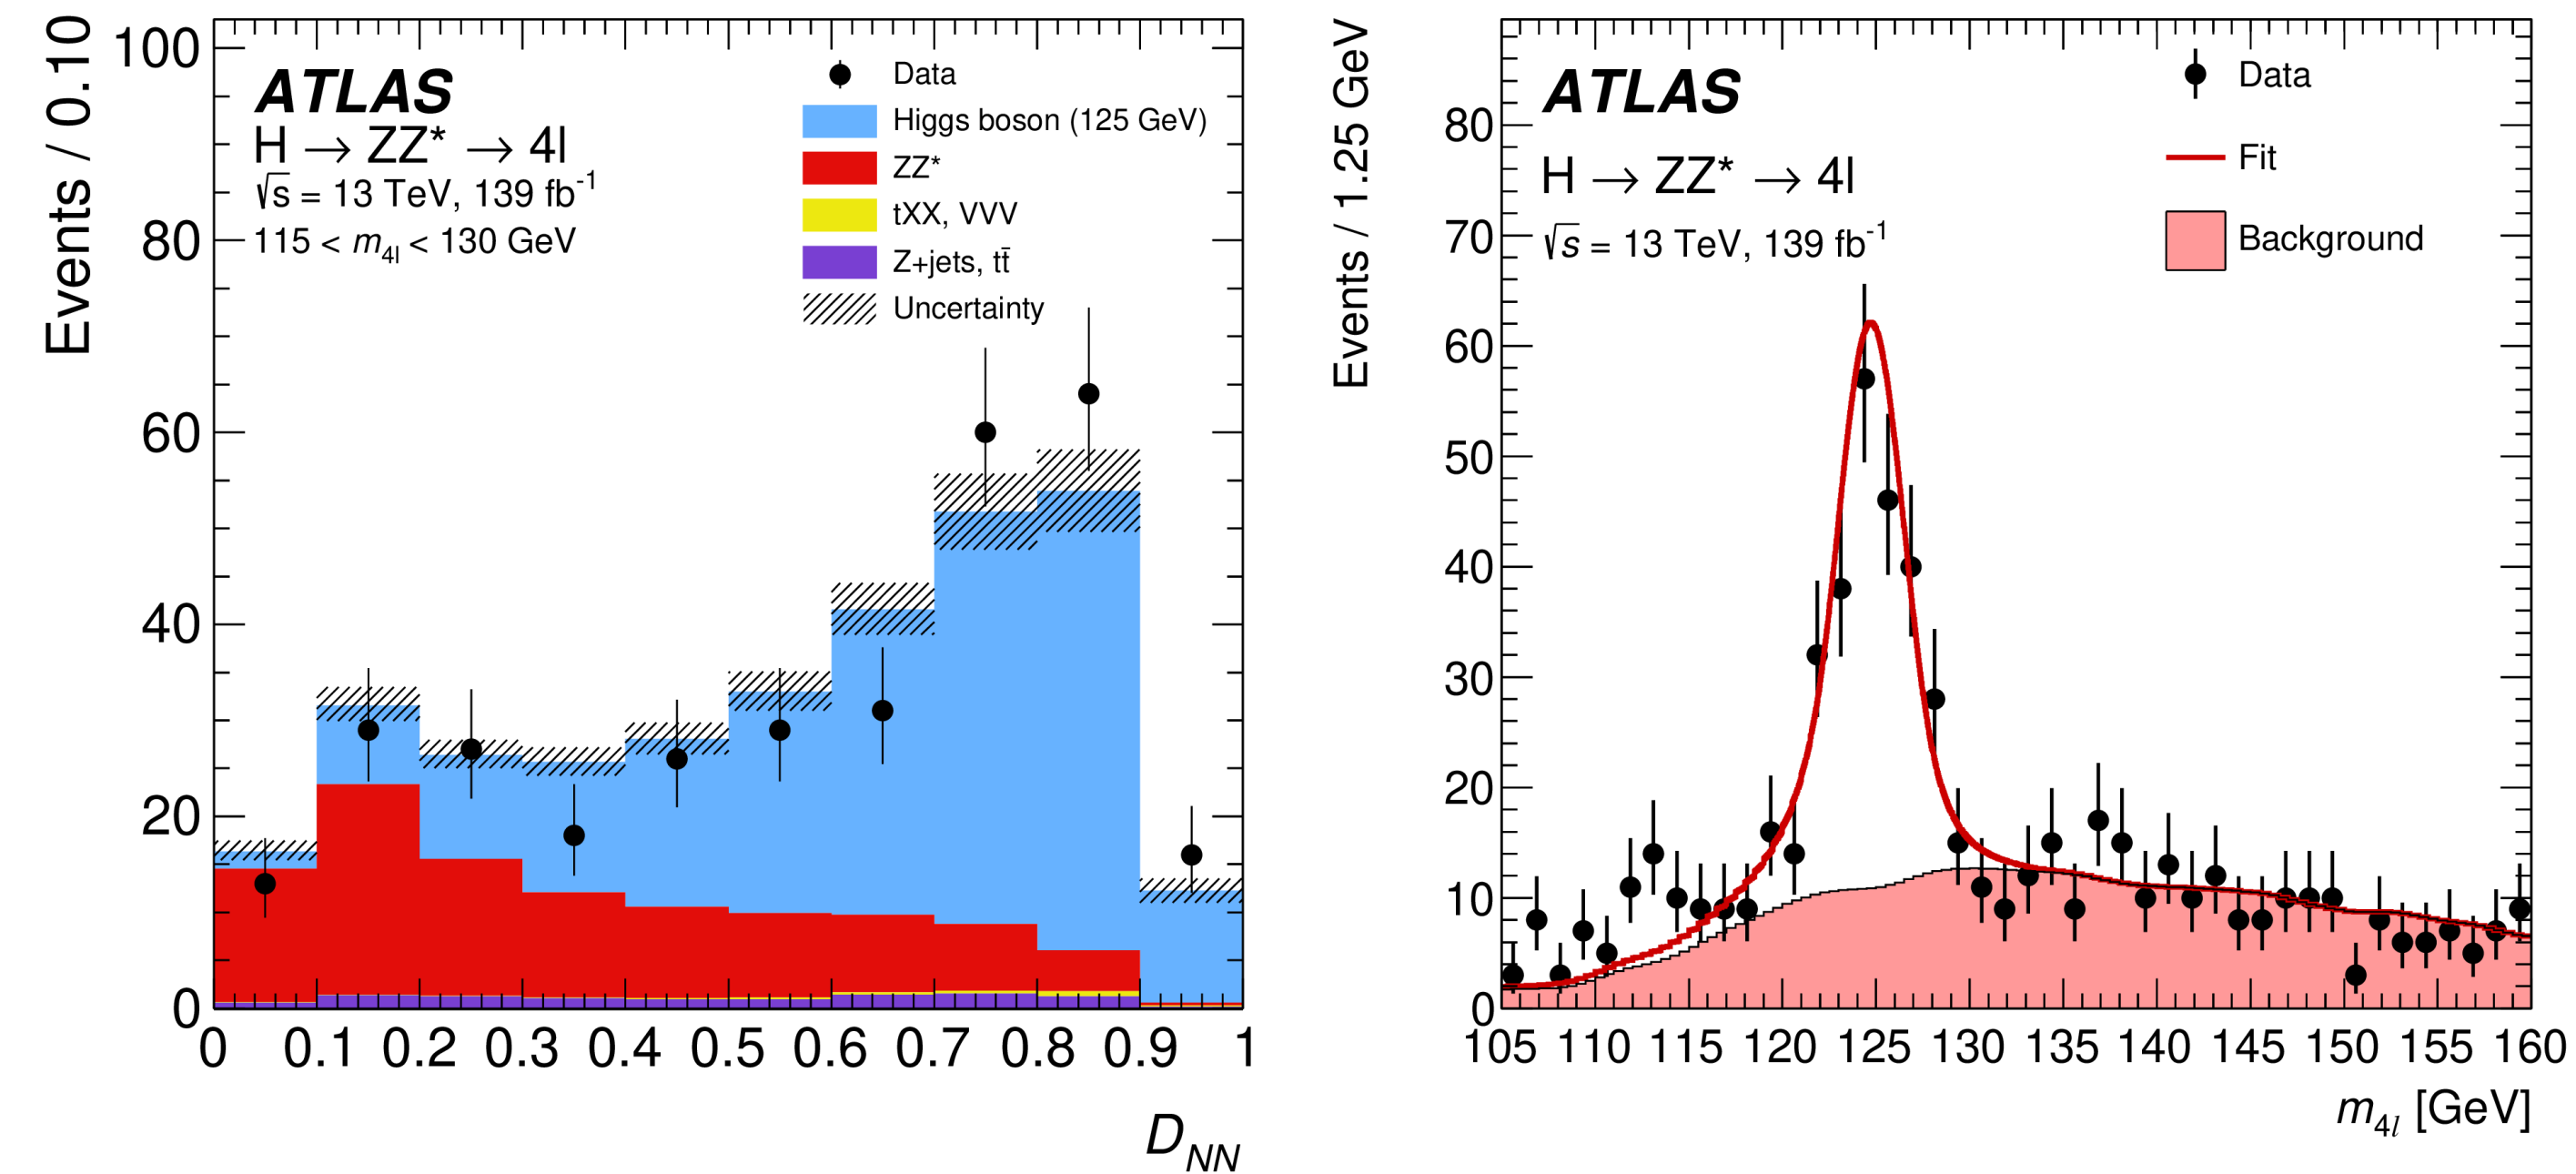 Events / 0.10
100
80
60
40
20
0
ATLAS
H → ZZ* → 4l
√s = 13 TeV, 139 fb⁻¹
115 < m₄ₗ < 130 GeV
Data
Higgs boson (125 GeV)
ZZ*
tXX, VVV
Z+jets, tt̄
Uncertainty
0 0.1 0.2 0.3 0.4 0.5 0.6 0.7 0.8 0.9 1
D_NN
Events / 1.25 GeV
80
70
60
50
40
30
20
10
0
ATLAS
H → ZZ* → 4l
√s = 13 TeV, 139 fb⁻¹
Data
Fit
Background
105 110 115 120 125 130 135 140 145 150 155 160
m₄ₗ [GeV]